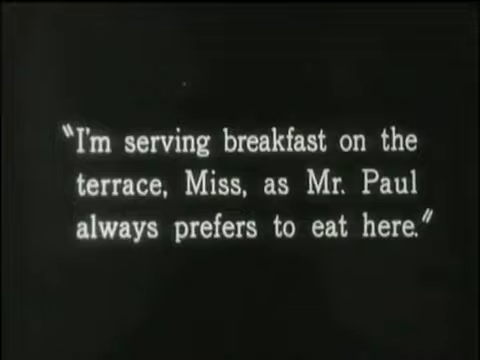 "I'm serving breakfast on the
terrace, Miss, as Mr. Paul
always prefers to eat here."